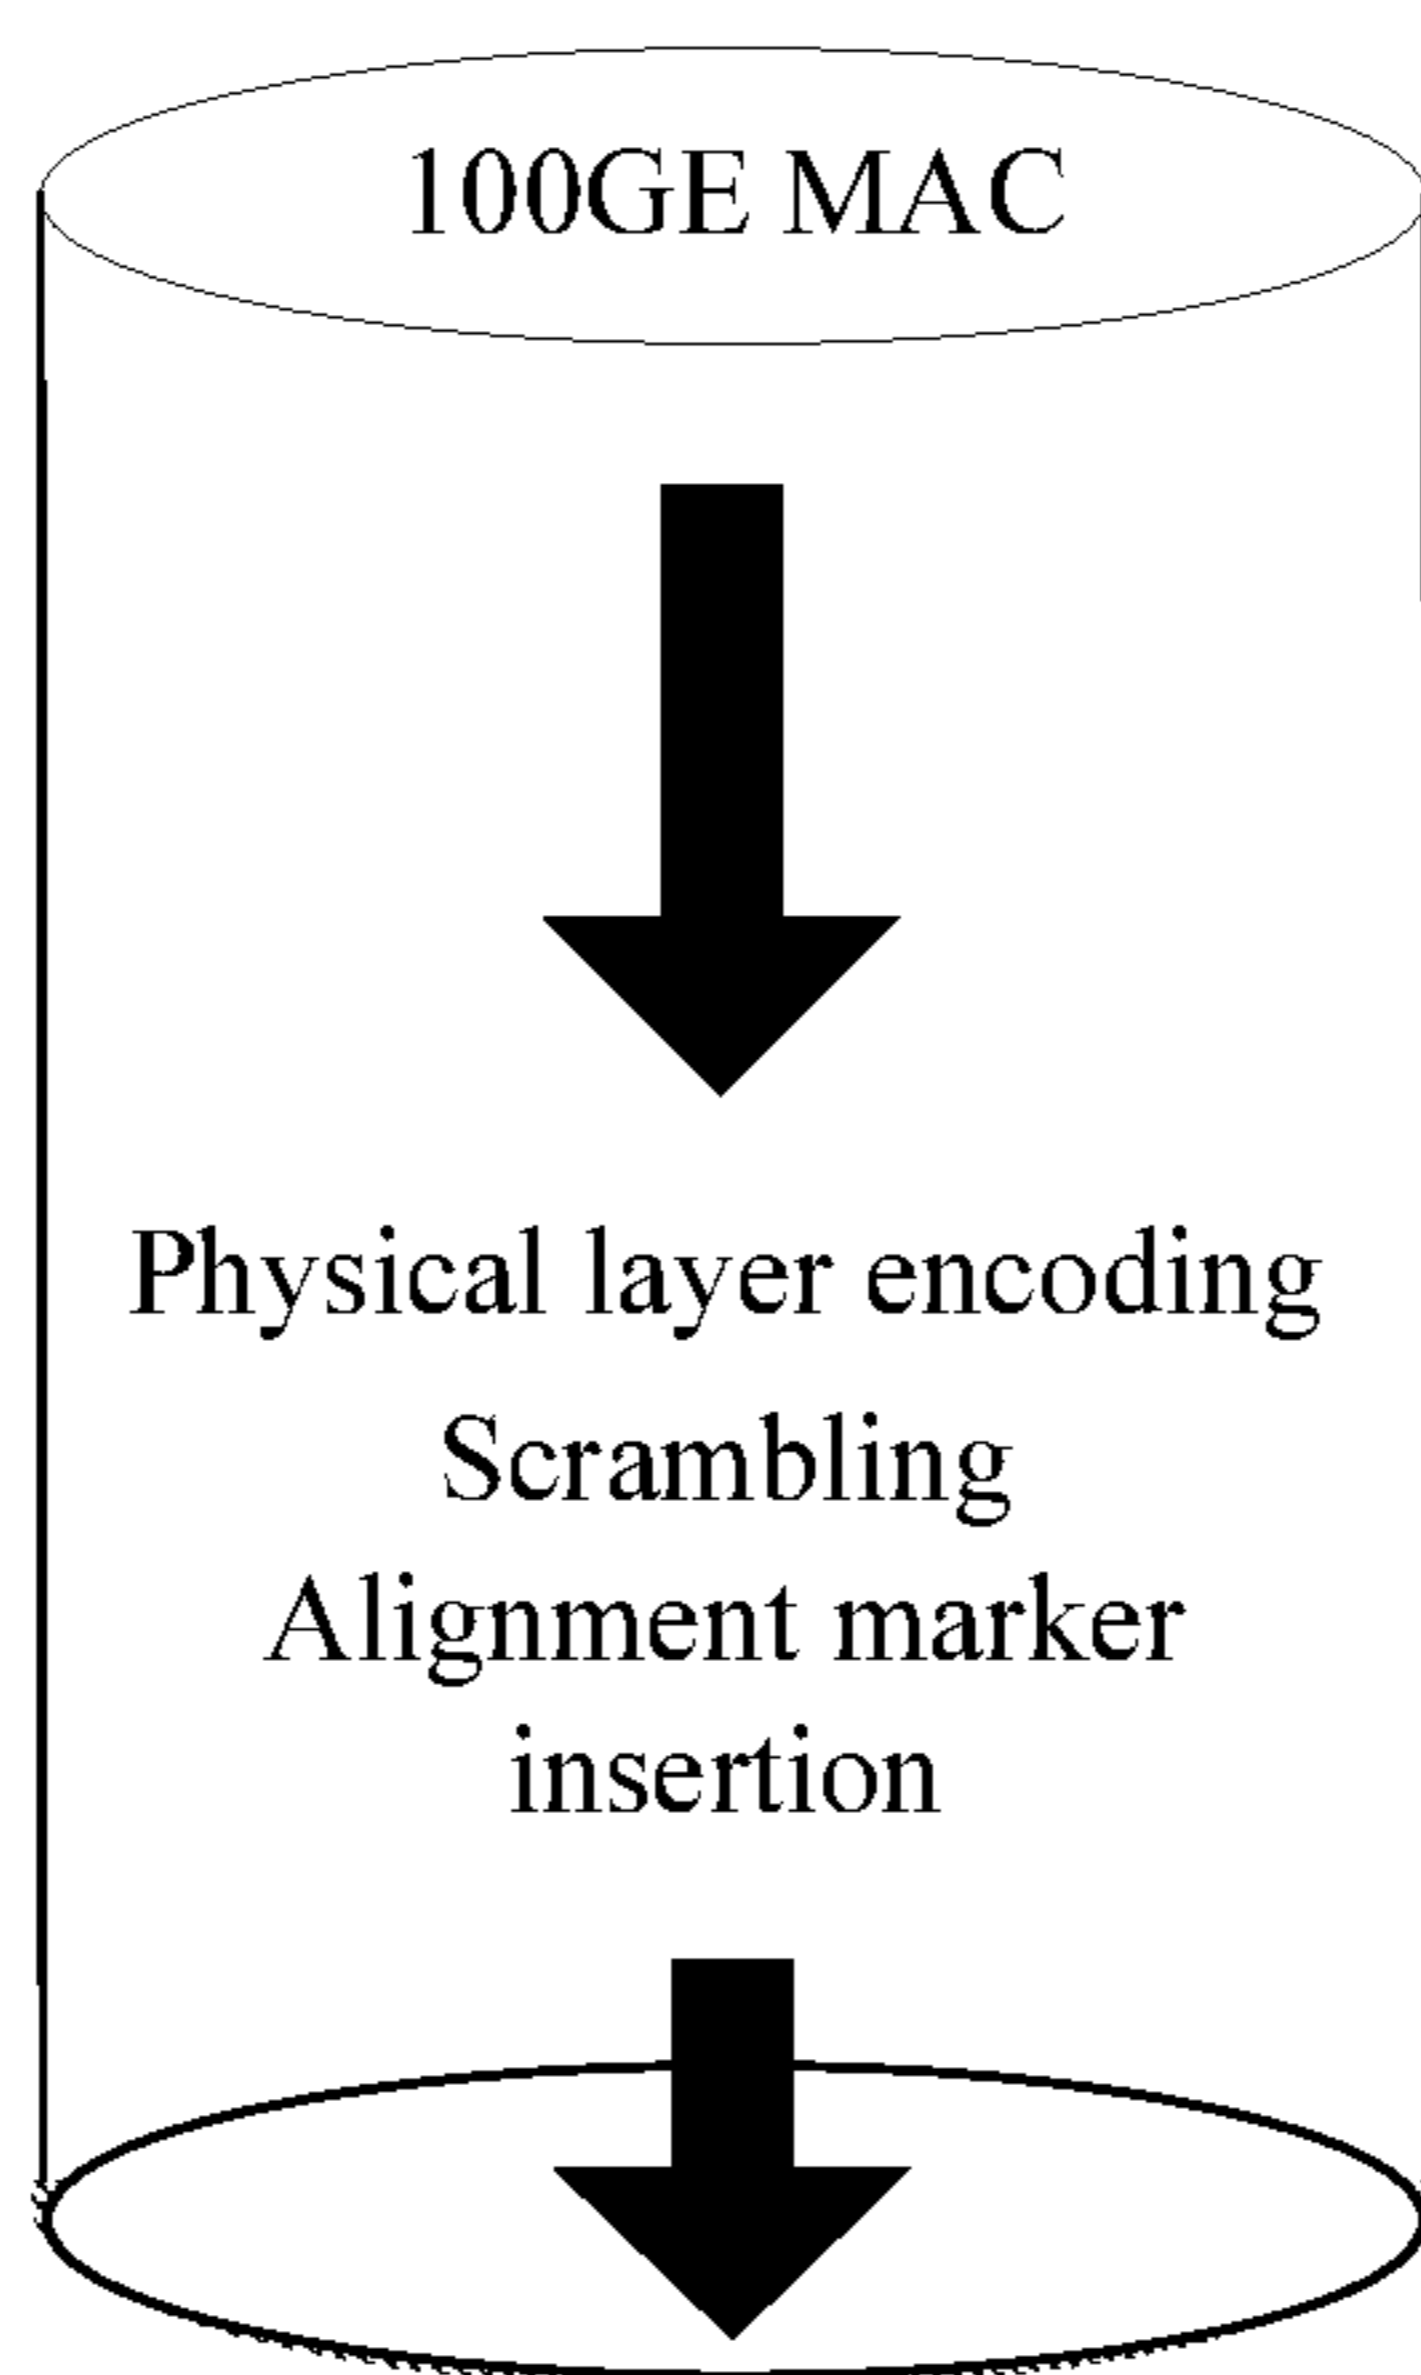 100GE MAC
Physical layer encoding
Scrambling
Alignment marker
insertion